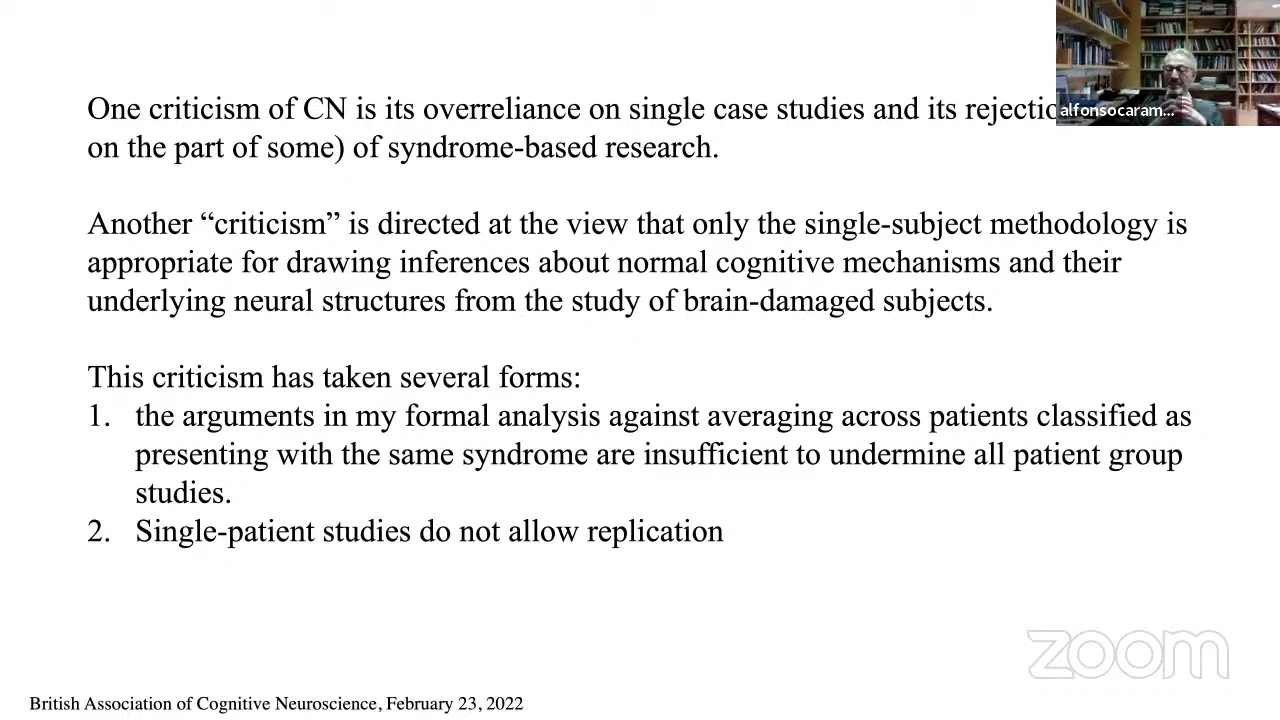 One criticism of CN is its overreliance on single case studies and its
alfonsocaram...
on the part of some) of syndrome-based research.
Another “criticism” is directed at the view that only the single-subject methodology is
appropriate for drawing inferences about normal cognitive mechanisms and their
underlying neural structures from the study of brain-damaged subjects.
This criticism has taken several forms:
1. the arguments in my formal analysis against averaging across patients classified as
presenting with the same syndrome are insufficient to undermine all patient group
studies.
2. Single-patient studies do not allow replication
zoom
British Association of Cognitive Neuroscience, February 23, 2022